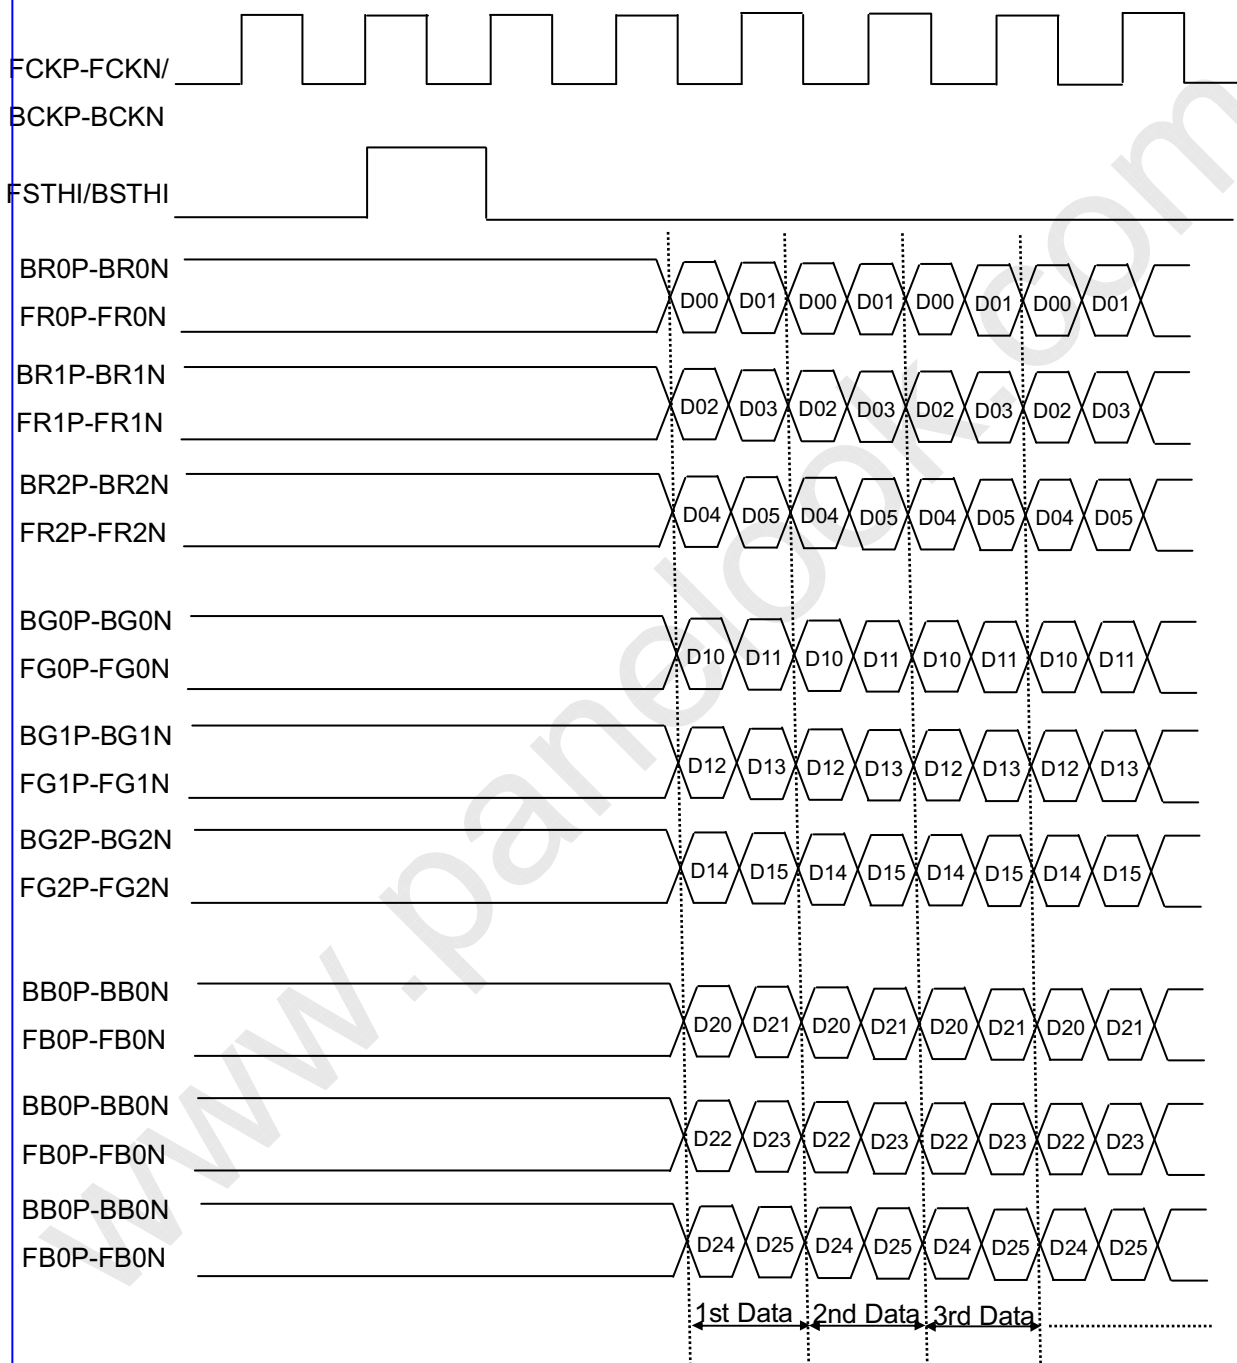 FCKP-FCKN/
BCKP-BCKN
FSTHI/BSTHI
BR0P-BR0N
FR0P-FR0N
D00 D01 D00 D01 D00 D01 D00 D01
BR1P-BR1N
FR1P-FR1N
D02 D03 D02 D03 D02 D03 D02 D03
BR2P-BR2N
FR2P-FR2N
D04 D05 D04 D05 D04 D05 D04 D05
BG0P-BG0N
FG0P-FG0N
D10 D11 D10 D11 D10 D11 D10 D11
BG1P-BG1N
FG1P-FG1N
D12 D13 D12 D13 D12 D13 D12 D13
BG2P-BG2N
FG2P-FG2N
D14 D15 D14 D15 D14 D15 D14 D15
BB0P-BB0N
FB0P-FB0N
D20 D21 D20 D21 D20 D21 D20 D21
BB0P-BB0N
FB0P-FB0N
D22 D23 D22 D23 D22 D23 D22 D23
BB0P-BB0N
FB0P-FB0N
D24 D25 D24 D25 D24 D25 D24 D25
1st Data 2nd Data 3rd Data
www.panelook.com